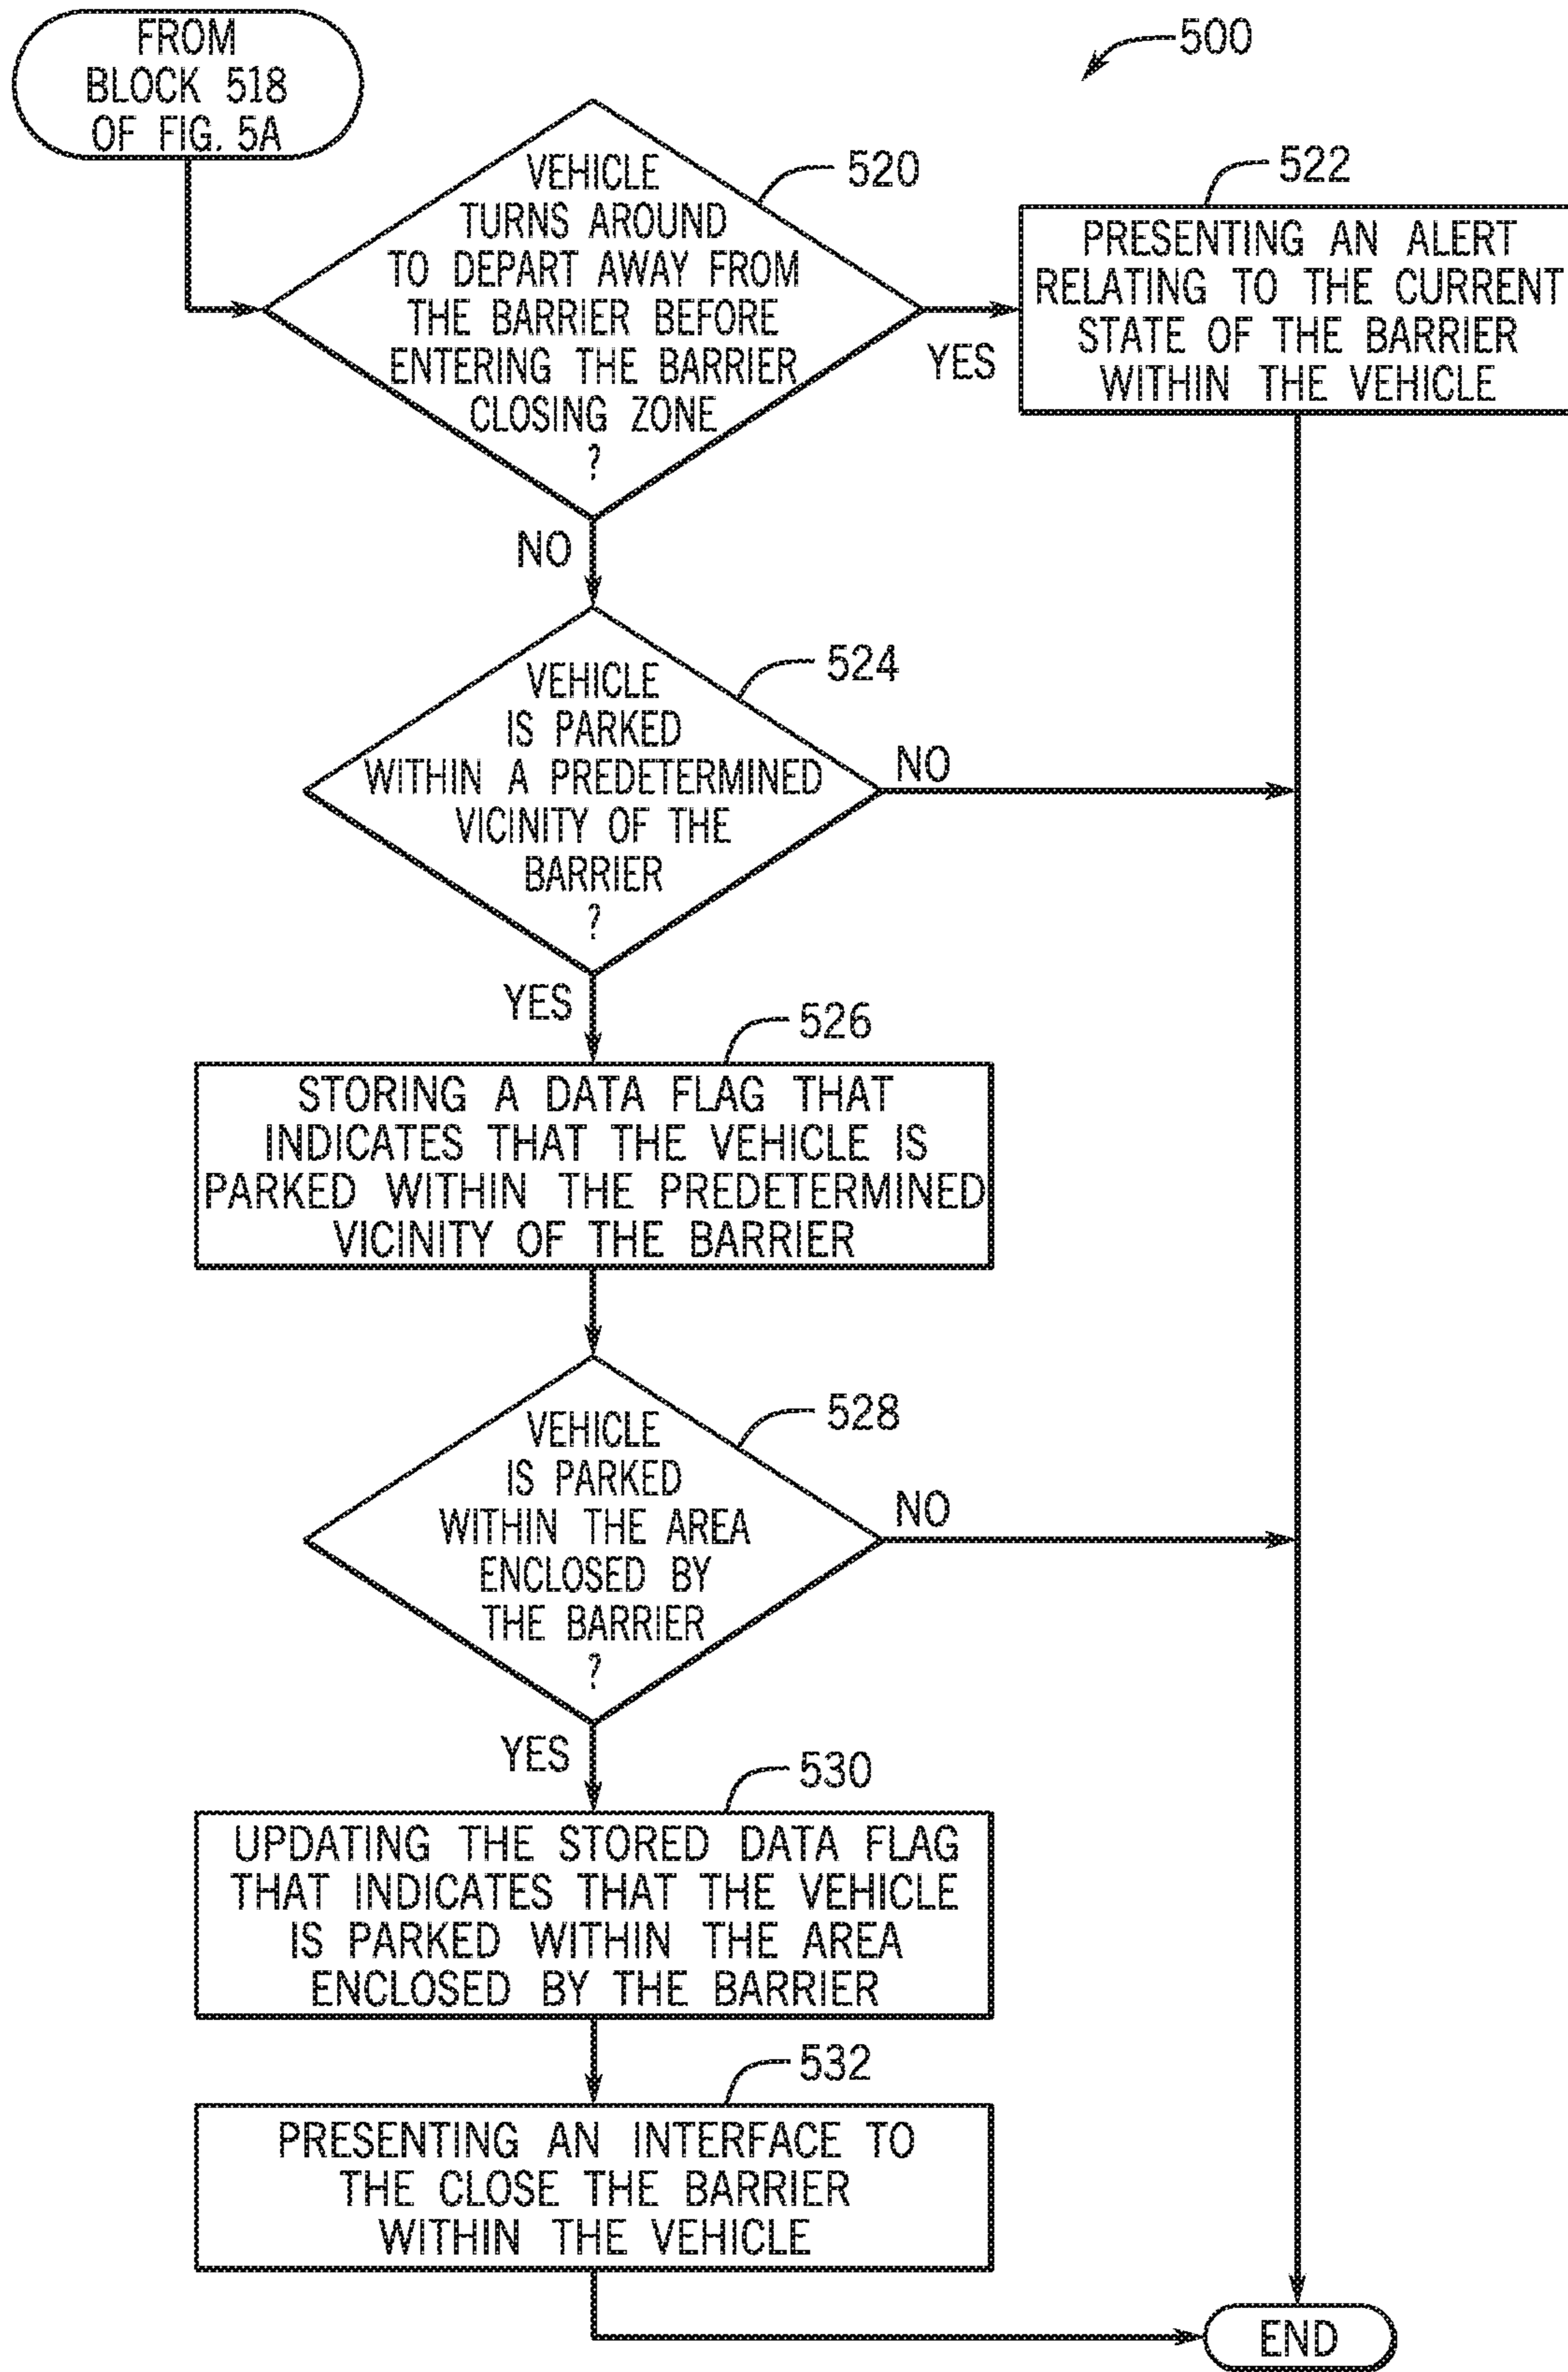 FROM
BLOCK 518
OF FIG. 5A
500
VEHICLE
TURNS AROUND
TO DEPART AWAY FROM
THE BARRIER BEFORE
ENTERING THE BARRIER
CLOSING ZONE
?
520
YES
522
PRESENTING AN ALERT
RELATING TO THE CURRENT
STATE OF THE BARRIER
WITHIN THE VEHICLE
NO
VEHICLE
IS PARKED
WITHIN A PREDETERMINED
VICINITY OF THE
BARRIER
?
524
NO
YES
526
STORING A DATA FLAG THAT
INDICATES THAT THE VEHICLE IS
PARKED WITHIN THE PREDETERMINED
VICINITY OF THE BARRIER
VEHICLE
IS PARKED
WITHIN THE AREA
ENCLOSED BY
THE BARRIER
?
528
NO
YES
530
UPDATING THE STORED DATA FLAG
THAT INDICATES THAT THE VEHICLE
IS PARKED WITHIN THE AREA
ENCLOSED BY THE BARRIER
532
PRESENTING AN INTERFACE TO
THE CLOSE THE BARRIER
WITHIN THE VEHICLE
END